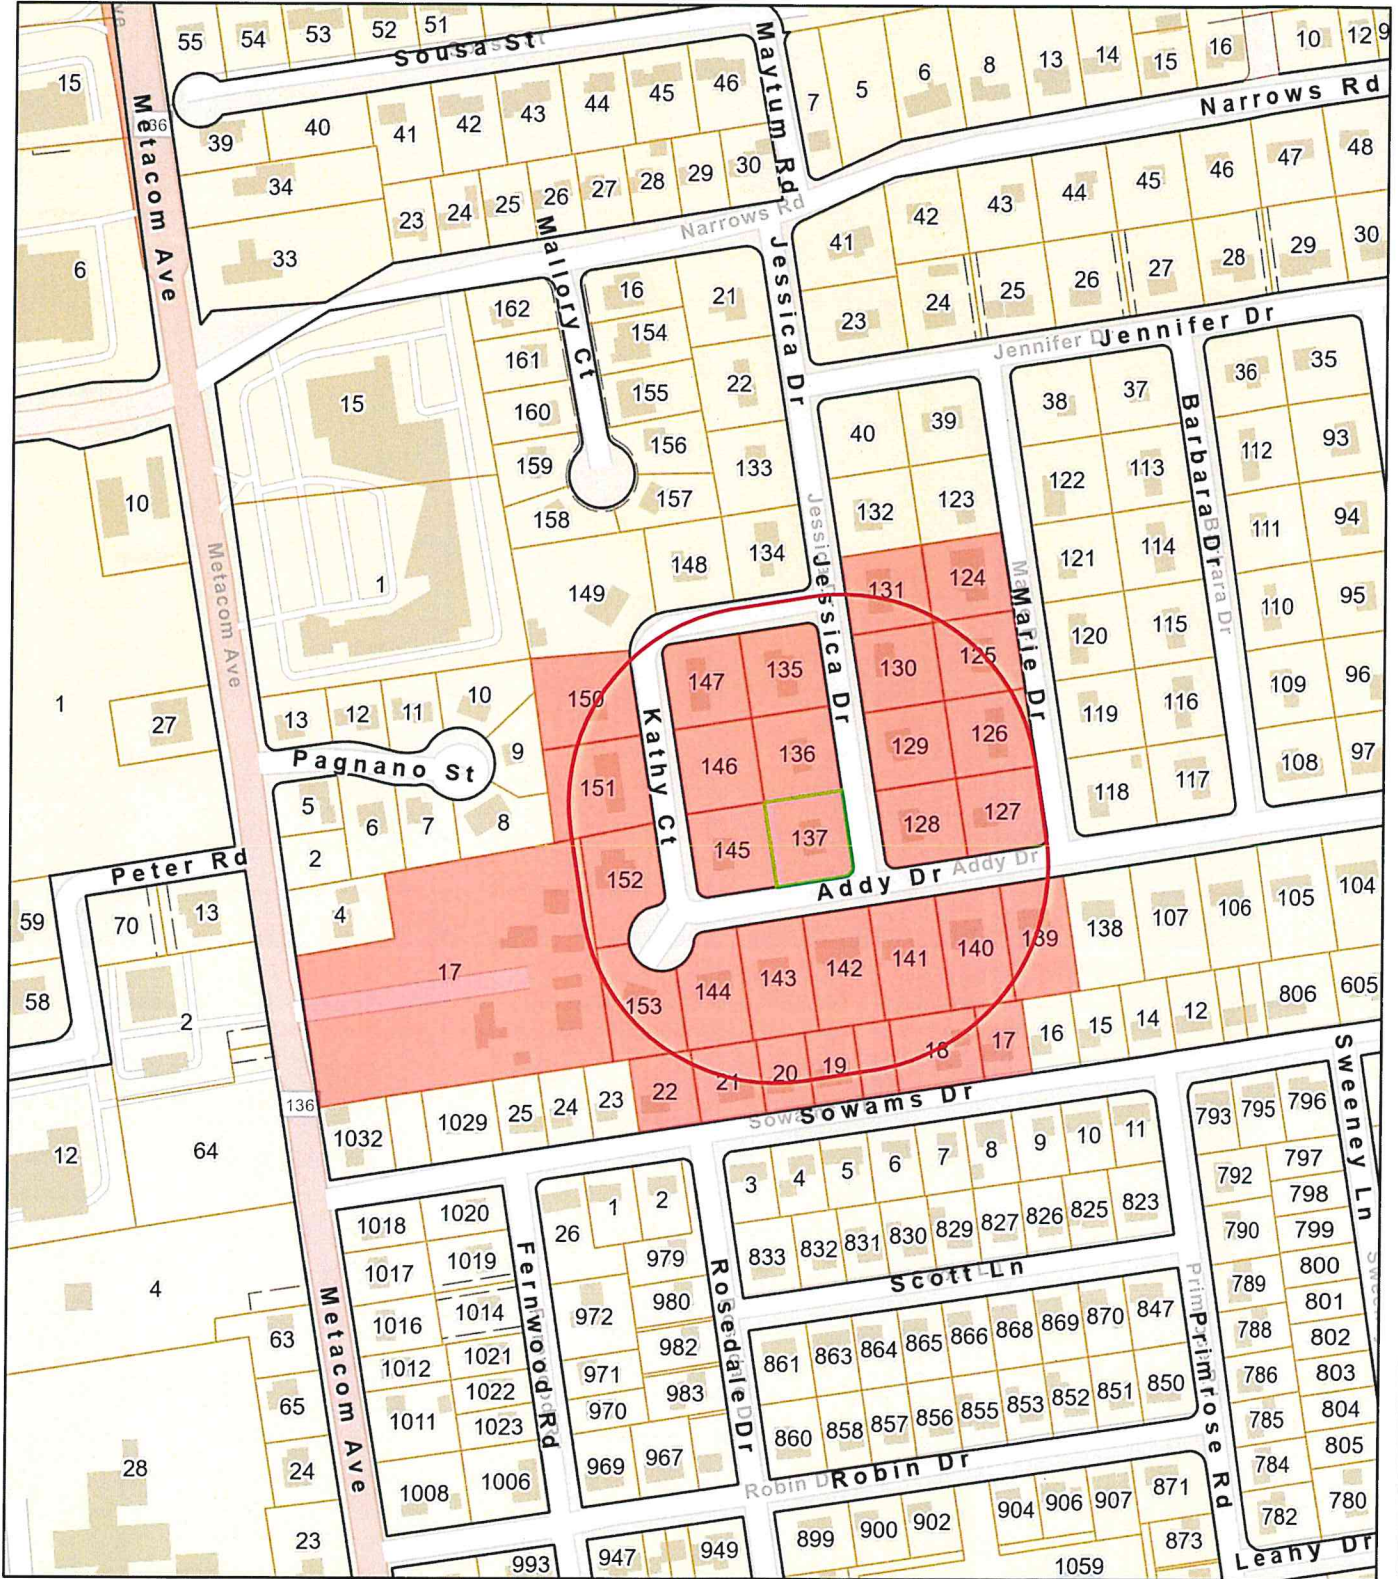 55 54 53 52 51
Sousa St
Maytum Rd
7 5 6 8 13 14 15 16 10 12 9
Narrows Rd
15
Metacom Ave
136
39 40 41 42 43 44 45 46
34
23 24 25 26 27 28 29 30
Narrows Rd
41 42 43 44 45 46 47 48
6
33
Mallory Ct
Jessica Dr
162 16 21
23 24 25 26 27 28 29 30
161 154
Jennifer Dr
Jennifer Dr
15
160 155 22
40 39 38 37 36 35
159 156 133
Barbara Dr
Barbara Dr
122 113 112 93
10
158 157
132 123
Metacom Ave
1
149 148 134
Jessica Dr
Jessica Dr
121 114 111 94
131 124
Marie Dr
Marie Dr
120 115 110 95
1
27
13 12 11 10
9
150 147 135 130 125
119 116 109 96
Pagnano St
Kathy Ct
151 146 136 129 126
118 117 108 97
5 6 7 8
2
152 145 137 128 127
Peter Rd
Addy Dr
Addy Dr
59 70 13
4
17
153 144 143 142 141 140 139 138 107 106 105 104
58
2
22 21 20 19 18 17 16 15 14 12 806 605
136
1032 1029 25 24 23
Sowams Dr
12
64
3 4 5 6 7 8 9 10 11
793 795 796
Sweeney Ln
792 797
798
1018 1020
26 1 2
833 832 831 830 829 827 826 825 823
790 799
1017 1019
979
Scott Ln
789 800
4
1016 1014
972 980
801
Metacom Ave
Fernwood Rd
Rosedale Dr
Primrose Rd
63
1012 1021
982
861 863 864 865 866 868 869 870 847
788 802
971
786 803
65
1011 1022
983
1023
970
860 858 857 856 855 853 852 851 850
785 804
28
24
1008 1006
969 967
Robin Dr
Robin Dr
784 805
782 780
23
993 947 949
899 900 902 904 906 907 871
873
1059
Leahy Dr